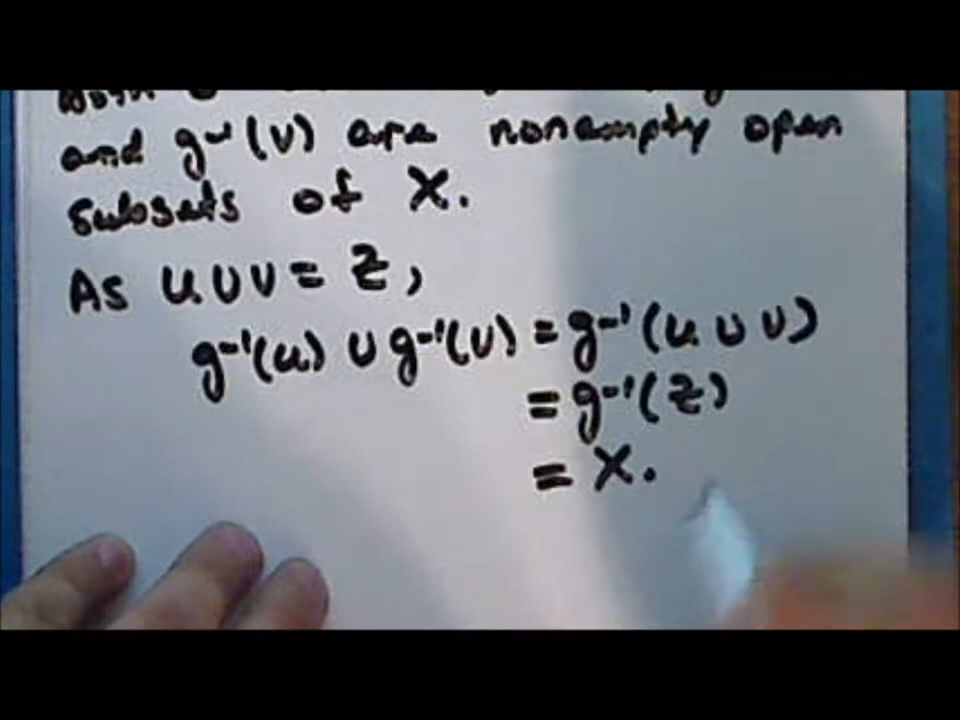 and g⁻¹(V) are nonempty open
subsets of X.
As U∪V = Z,
g⁻¹(U) ∪ g⁻¹(V) = g⁻¹(U ∪ V)
= g⁻¹(Z)
= X.